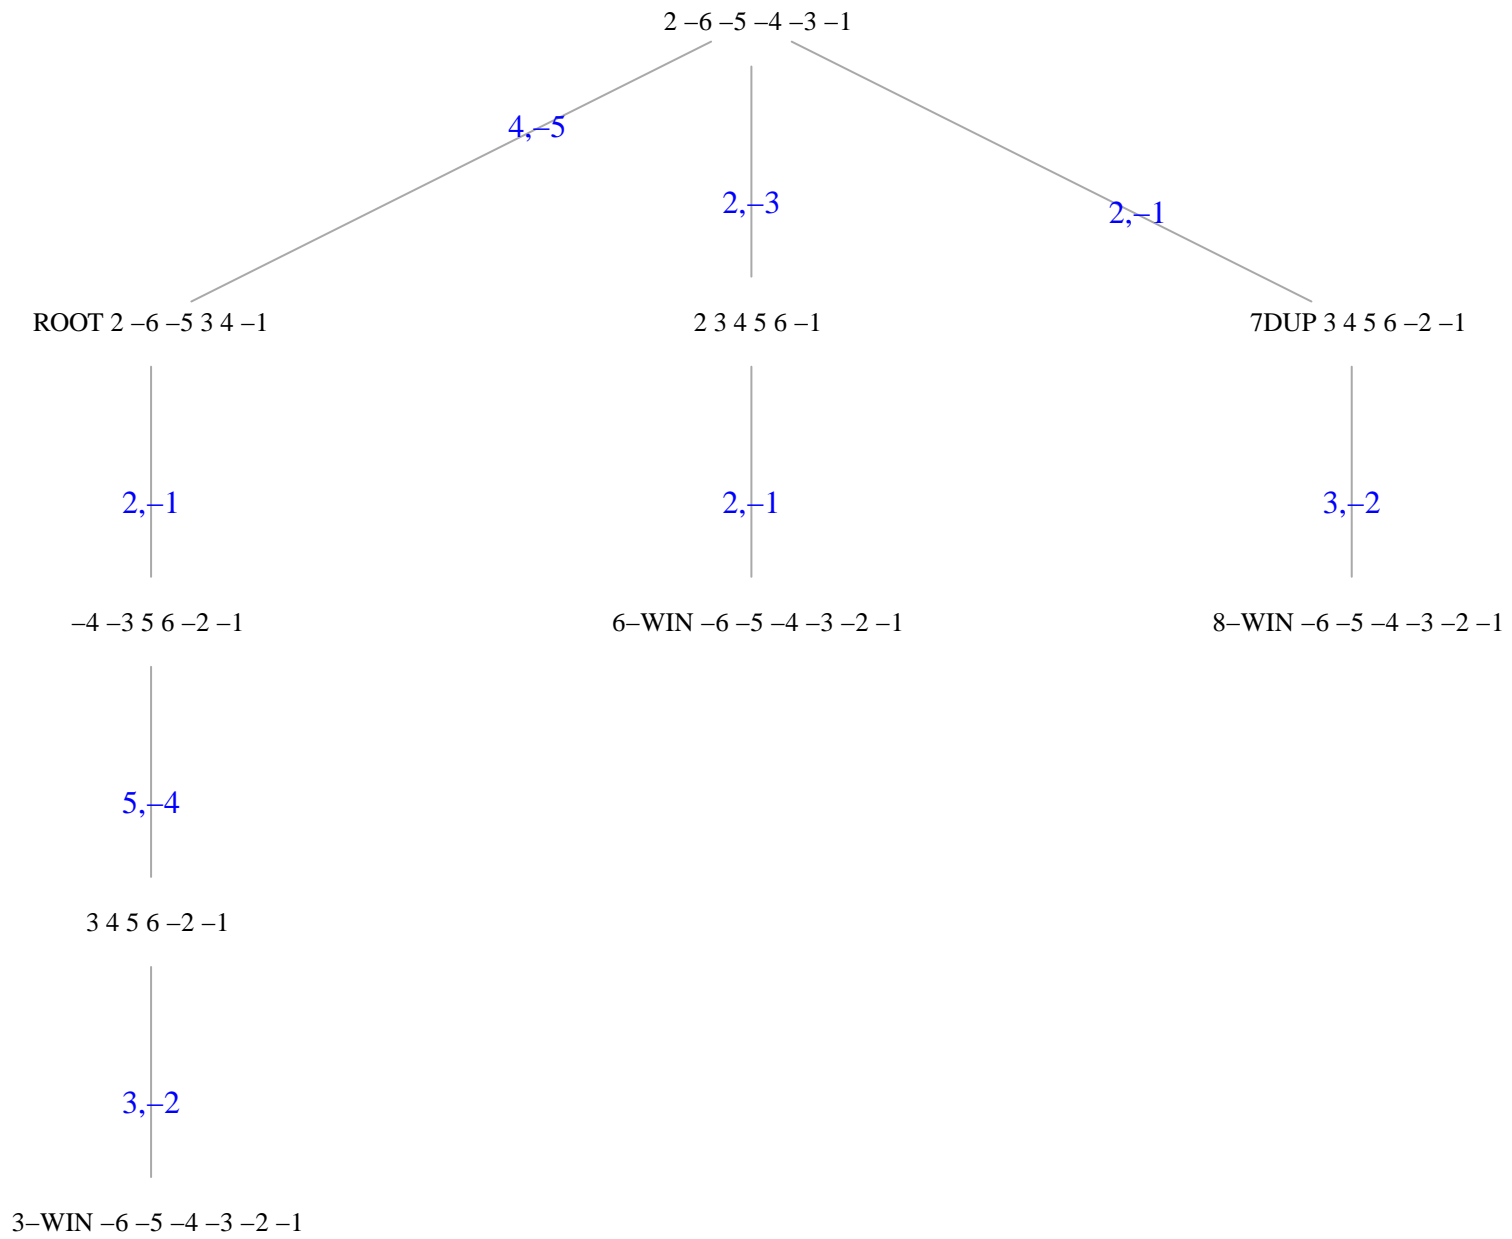 2 –6 –5 –4 –3 –1
4,–5
2,–3
2,–1
ROOT 2 –6 –5 3 4 –1
2 3 4 5 6 –1
7DUP 3 4 5 6 –2 –1
2,–1
2,–1
3,–2
–4 –3 5 6 –2 –1
6–WIN –6 –5 –4 –3 –2 –1
8–WIN –6 –5 –4 –3 –2 –1
5,–4
3 4 5 6 –2 –1
3,–2
3–WIN –6 –5 –4 –3 –2 –1